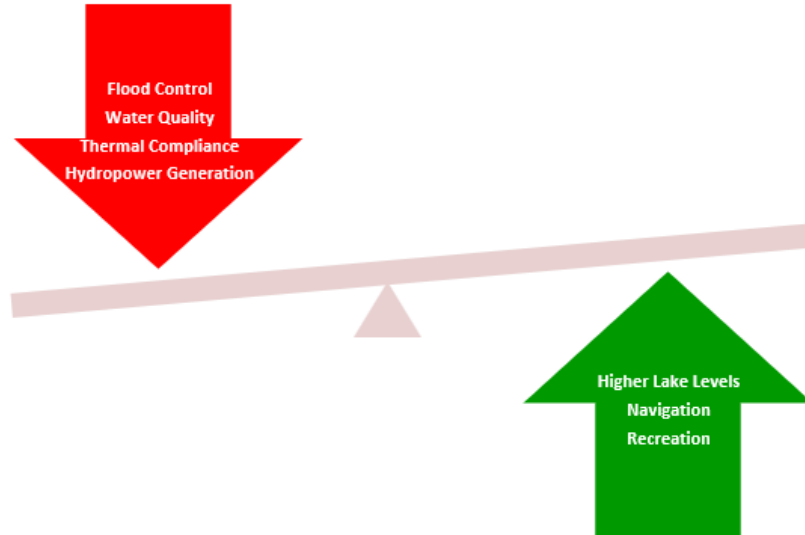 Flood Control
Water Quality
Thermal Compliance
Hydropower Generation
Higher Lake Levels
Navigation
Recreation